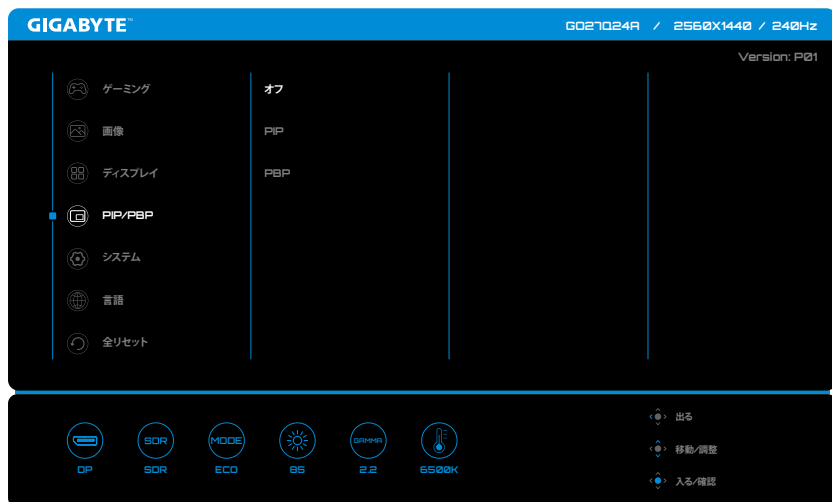 GIGABYTE™
GO27Q24A / 2560X1440 / 240Hz
Version: P01
ゲーミング
画像
ディスプレイ
PIP/PBP
システム
言語
全リセット
オフ
PIP
PBP
SDR
MODE
GAMMA
DP
SDR
ECO
85
2.2
6500K
出る
移動/調整
入る/確認